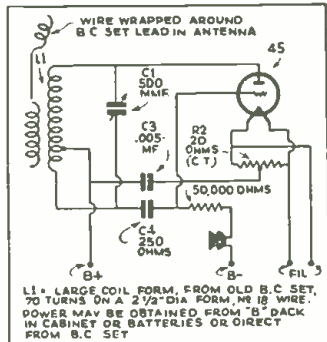 WIRE WRAPPED AROUND
B.C SET LEAD IN ANTENNA
L1
45
C1
500
MMF
C3
.005-
MF
R2
20
OHMS
(C.T.)
50,000 OHMS
C4
250
OHMS
B+
B-
FIL
L1 = LARGE COIL FORM, FROM OLD B.C SET,
70 TURNS ON A 2 1/2" DIA FORM, Nº 18 WIRE.
POWER MAY BE OBTAINED FROM "B" DACK
IN CABINET OR BATTERIES OR DIRECT
FROM B.C SET